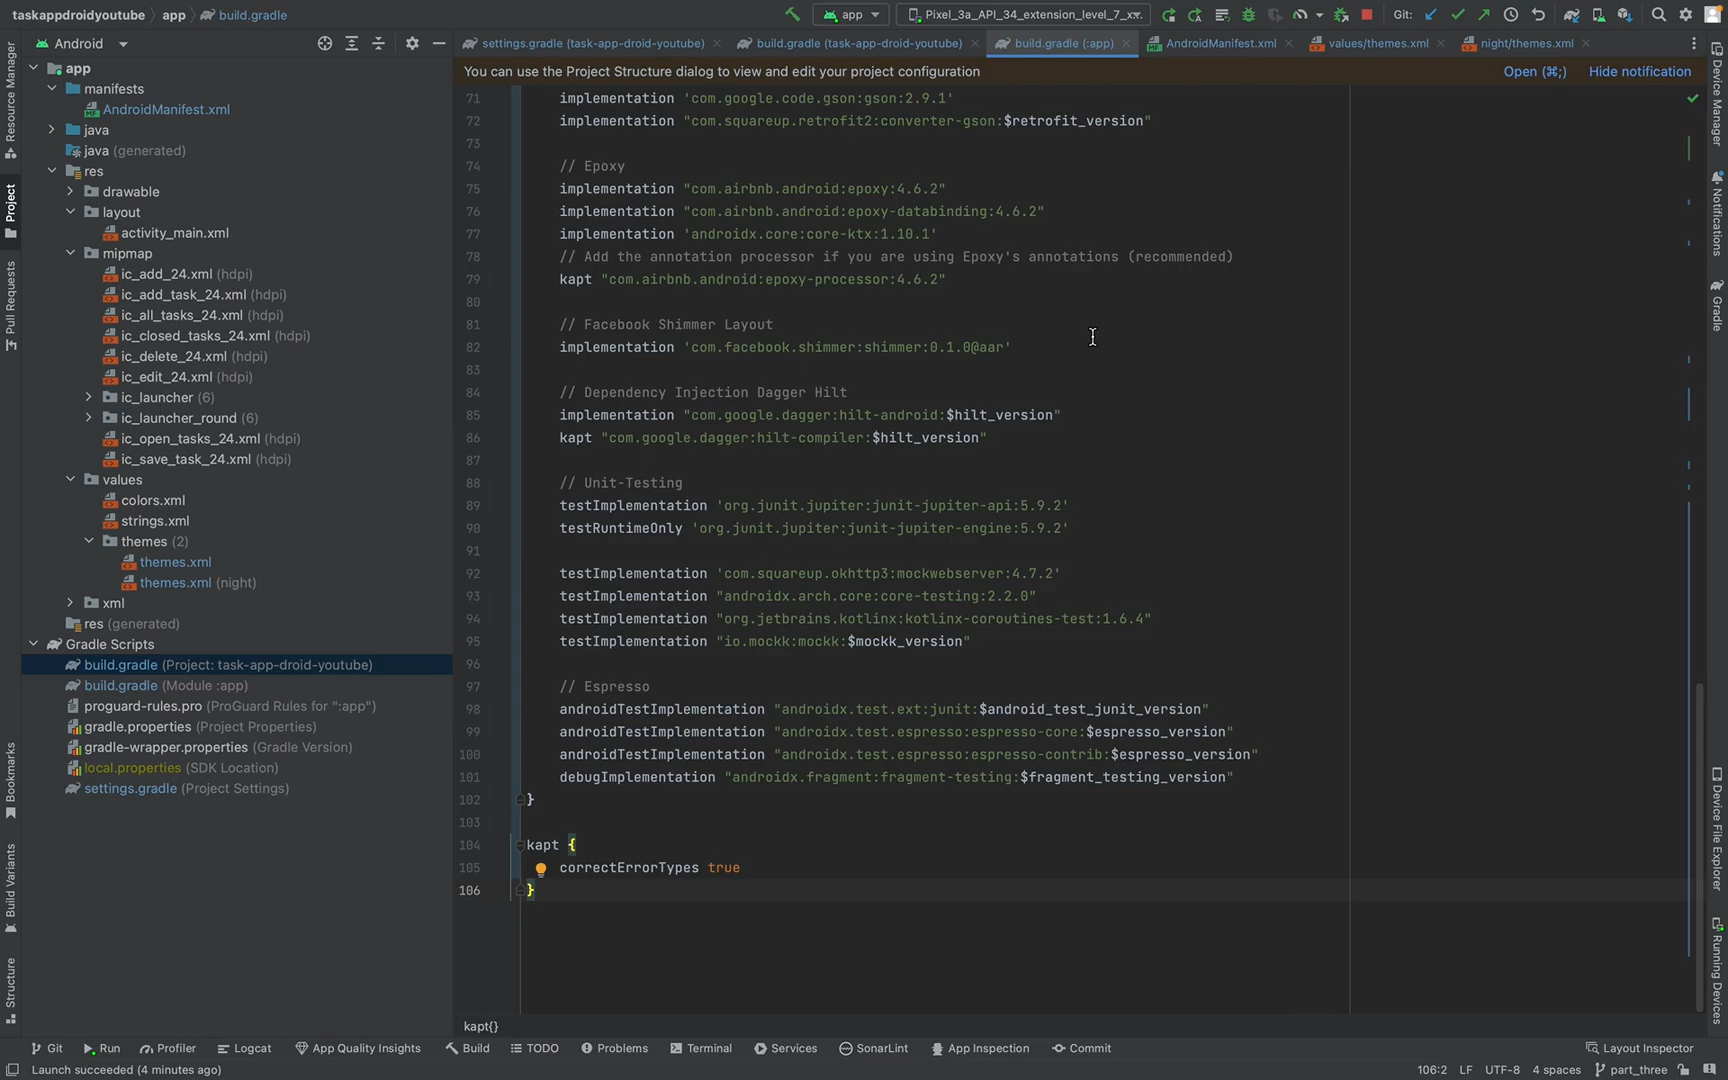 taskappdroidyoutube
app
build.gradle
app
Pixel_3a_API_34_extension_level_7_x
Git:
Android
settings.gradle (task-app-droid-youtube)
build.gradle (task-app-droid-youtube)
build.gradle (:app)
AndroidManifest.xml
values/themes.xml
night/themes.xml
You can use the Project Structure dialog to view and edit your project configuration
Open (⌘;)
Hide notification
Resource Manager
Project
Pull Requests
Bookmarks
Build Variants
Structure
app
manifests
AndroidManifest.xml
java
java (generated)
res
drawable
layout
activity_main.xml
mipmap
ic_add_24.xml (hdpi)
ic_add_task_24.xml (hdpi)
ic_all_tasks_24.xml (hdpi)
ic_closed_tasks_24.xml (hdpi)
ic_delete_24.xml (hdpi)
ic_edit_24.xml (hdpi)
ic_launcher (6)
ic_launcher_round (6)
ic_open_tasks_24.xml (hdpi)
ic_save_task_24.xml (hdpi)
values
colors.xml
strings.xml
themes (2)
themes.xml
themes.xml (night)
xml
res (generated)
Gradle Scripts
build.gradle (Project: task-app-droid-youtube)
build.gradle (Module :app)
proguard-rules.pro (ProGuard Rules for ":app")
gradle.properties (Project Properties)
gradle-wrapper.properties (Gradle Version)
local.properties (SDK Location)
settings.gradle (Project Settings)
71 implementation 'com.google.code.gson:gson:2.9.1'
72 implementation "com.squareup.retrofit2:converter-gson:$retrofit_version"
73
74 // Epoxy
75 implementation "com.airbnb.android:epoxy:4.6.2"
76 implementation "com.airbnb.android:epoxy-databinding:4.6.2"
77 implementation 'androidx.core:core-ktx:1.10.1'
78 // Add the annotation processor if you are using Epoxy's annotations (recommended)
79 kapt "com.airbnb.android:epoxy-processor:4.6.2"
80
81 // Facebook Shimmer Layout
82 implementation 'com.facebook.shimmer:shimmer:0.1.0@aar'
83
84 // Dependency Injection Dagger Hilt
85 implementation "com.google.dagger:hilt-android:$hilt_version"
86 kapt "com.google.dagger:hilt-compiler:$hilt_version"
87
88 // Unit-Testing
89 testImplementation 'org.junit.jupiter:junit-jupiter-api:5.9.2'
90 testRuntimeOnly 'org.junit.jupiter:junit-jupiter-engine:5.9.2'
91
92 testImplementation 'com.squareup.okhttp3:mockwebserver:4.7.2'
93 testImplementation "androidx.arch.core:core-testing:2.2.0"
94 testImplementation "org.jetbrains.kotlinx:kotlinx-coroutines-test:1.6.4"
95 testImplementation "io.mockk:mockk:$mockk_version"
96
97 // Espresso
98 androidTestImplementation "androidx.test.ext:junit:$android_test_junit_version"
99 androidTestImplementation "androidx.test.espresso:espresso-core:$espresso_version"
100 androidTestImplementation "androidx.test.espresso:espresso-contrib:$espresso_version"
101 debugImplementation "androidx.fragment:fragment-testing:$fragment_testing_version"
102 }
103
104 kapt {
105 correctErrorTypes true
106 }
kapt{}
Device Manager
Notifications
Gradle
Device File Explorer
Running Devices
Git
Run
Profiler
Logcat
App Quality Insights
Build
TODO
Problems
Terminal
Services
SonarLint
App Inspection
Commit
Layout Inspector
Launch succeeded (4 minutes ago)
106:2
LF
UTF-8
4 spaces
part_three